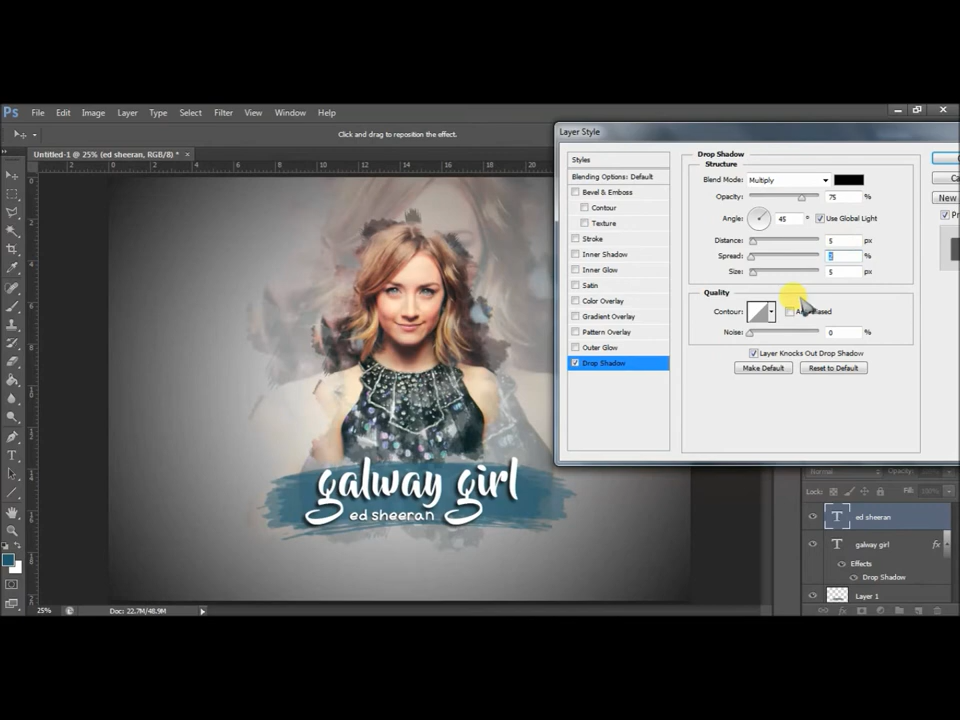 Ps File Edit Image Layer Type Select Filter View Window Help
Click and drag to reposition the effect.
Untitled-1 @ 25% (ed sheeran, RGB/8) * ×
galway girl
ed sheeran
25% Doc: 22.7M/48.9M
Layer Style
Styles
Blending Options: Default
Bevel & Emboss
Contour
Texture
Stroke
Inner Shadow
Inner Glow
Satin
Color Overlay
Gradient Overlay
Pattern Overlay
Outer Glow
Drop Shadow
Drop Shadow
Structure
Blend Mode: Multiply
Opacity: 75 %
Angle: 45 ° Use Global Light
Distance: 5 px
Spread: 2 %
Size: 5 px
Quality
Contour:
Noise: 0 %
Layer Knocks Out Drop Shadow
Make Default Reset to Default
New
Normal Opacity:
Lock: Fill: 100%
T ed sheeran
T galway girl fx
Effects
Drop Shadow
Layer 1